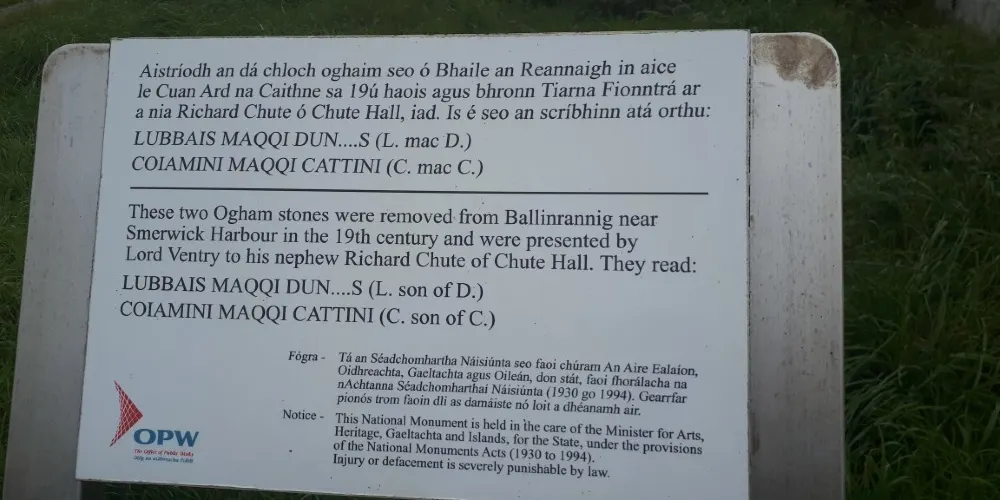 Aistríodh an dá chloch oghaim seo ó Bhaile an Reannaigh in aice
le Cuan Ard na Caithne sa 19ú haois agus bhronn Tiarna Fionntrá ar
a nia Richard Chute ó Chute Hall, iad. Is é seo an scríbhinn atá orthu:
LUBBAIS MAQQI DUN....S (L. mac D.)
COIAMINI MAQQI CATTINI (C. mac C.)
These two Ogham stones were removed from Ballinrannig near
Smerwick Harbour in the 19th century and were presented by
Lord Ventry to his nephew Richard Chute of Chute Hall. They read:
LUBBAIS MAQQI DUN....S (L. son of D.)
COIAMINI MAQQI CATTINI (C. son of C.)
Fógra - Tá an Séadchomhartha Náisiúnta seo faoi chúram An Aire Ealaíon,
Oidhreachta, Gaeltachta agus Oileán, don stát, faoi fhorálacha na
nAchtanna Séadchomharthaí Náisiúnta (1930 go 1994). Gearrfar
pionós trom faoin dlí as damáiste nó loit a dhéanamh air.
Notice - This National Monument is held in the care of the Minister for Arts,
Heritage, Gaeltachta and Islands, for the State, under the provisions
of the National Monuments Acts (1930 to 1994).
Injury or defacement is severely punishable by law.
OPW
The Office of Public Works